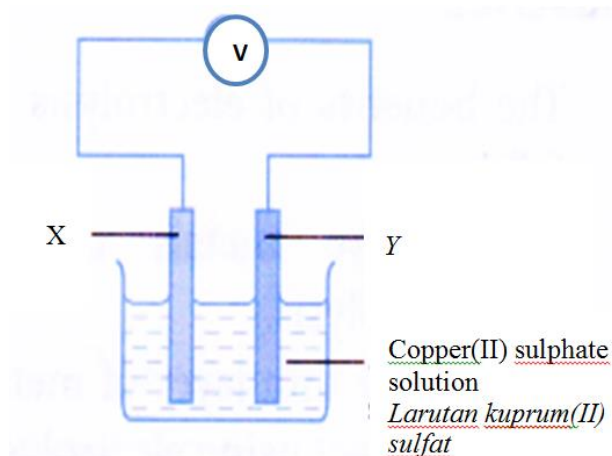 V
X
Y
Copper(II) sulphate
solution
Larutan kuprum(II)
sulfat